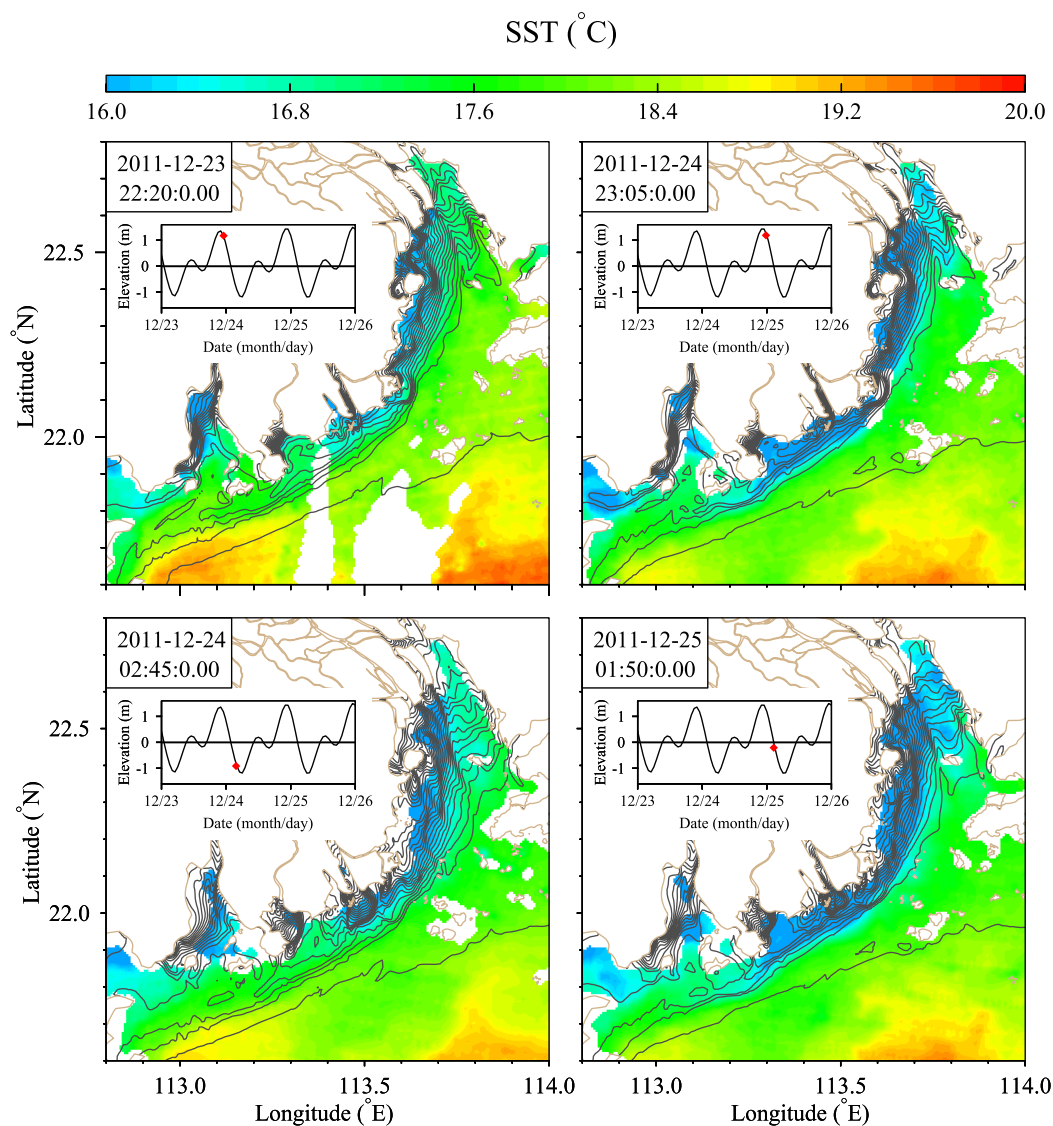 SST (°C)
16.0 16.8 17.6 18.4 19.2 20.0
2011-12-23
22:20:0.00
Elevation (m)
1
0
-1
12/23 12/24 12/25 12/26
Date (month/day)
2011-12-24
23:05:0.00
Elevation (m)
1
0
-1
12/23 12/24 12/25 12/26
Date (month/day)
Latitude (°N)
22.5
22.0
2011-12-24
02:45:0.00
Elevation (m)
1
0
-1
12/23 12/24 12/25 12/26
Date (month/day)
2011-12-25
01:50:0.00
Elevation (m)
1
0
-1
12/23 12/24 12/25 12/26
Date (month/day)
Latitude (°N)
22.5
22.0
113.0 113.5 114.0
Longitude (°E)
113.0 113.5 114.0
Longitude (°E)